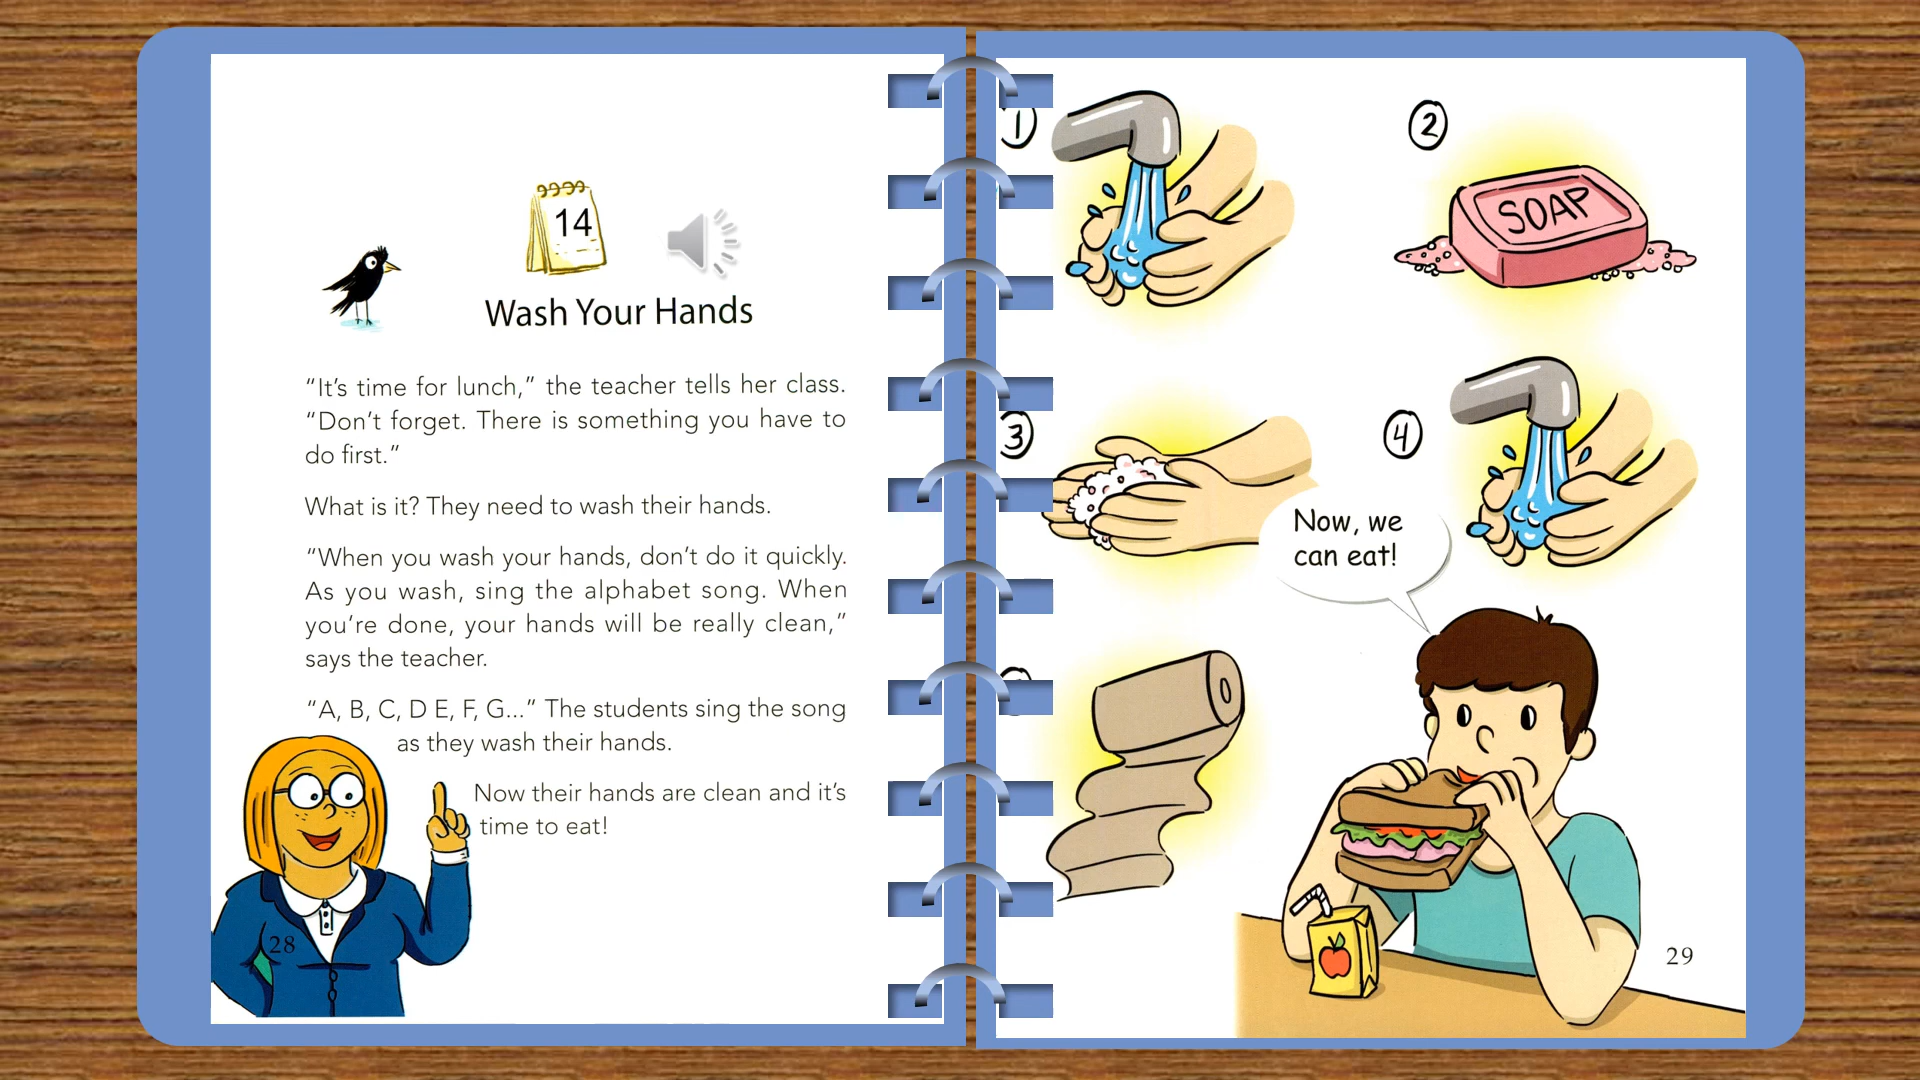 14
Wash Your Hands
“It’s time for lunch,” the teacher tells her class.
“Don’t forget. There is something you have to
do first.”
What is it? They need to wash their hands.
“When you wash your hands, don’t do it quickly.
As you wash, sing the alphabet song. When
you’re done, your hands will be really clean,”
says the teacher.
“A, B, C, D E, F, G...” The students sing the song
as they wash their hands.
Now their hands are clean and it’s
time to eat!
28
1
2
SOAP
3
4
Now, we
can eat!
29